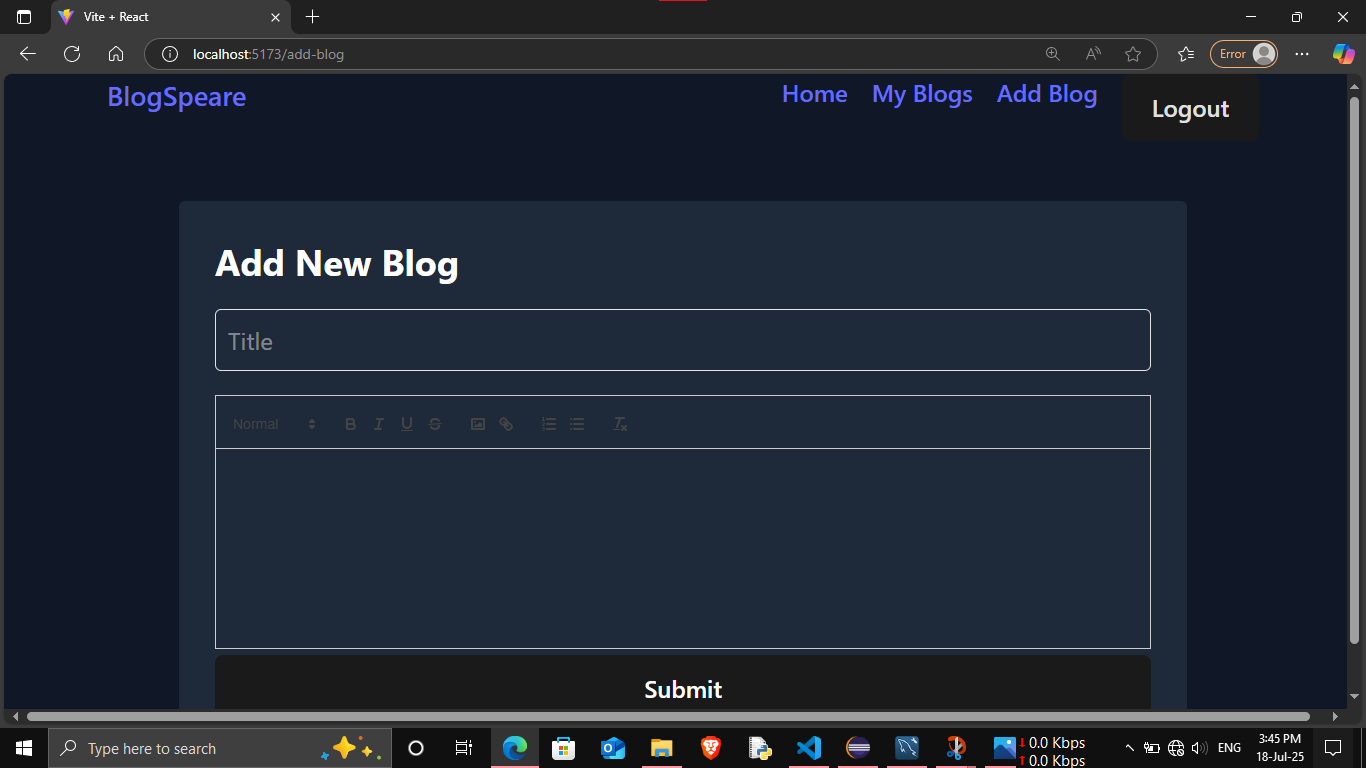 Vite + React
localhost:5173/add-blog
Error
BlogSpeare
Home
My Blogs
Add Blog
Logout
Add New Blog
Title
Normal
Submit
Type here to search
0.0 Kbps
0.0 Kbps
ENG
3:45 PM
18-Jul-25